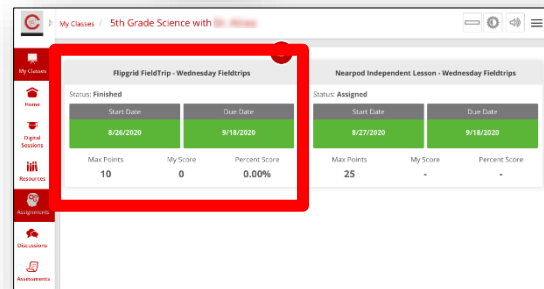 My Classes / 5th Grade Science with
My Classes
Home
Digital
Sessions
Resources
Assignments
Discussions
Assessments
Flipgrid FieldTrip - Wednesday Fieldtrips
Status: Finished
Start Date Due Date
8/26/2020 9/18/2020
Max Points My Score Percent Score
10 0 0.00%
Nearpod Independent Lesson - Wednesday Fieldtrips
Status: Assigned
Start Date Due Date
8/27/2020 9/18/2020
Max Points My Score Percent Score
25 - -